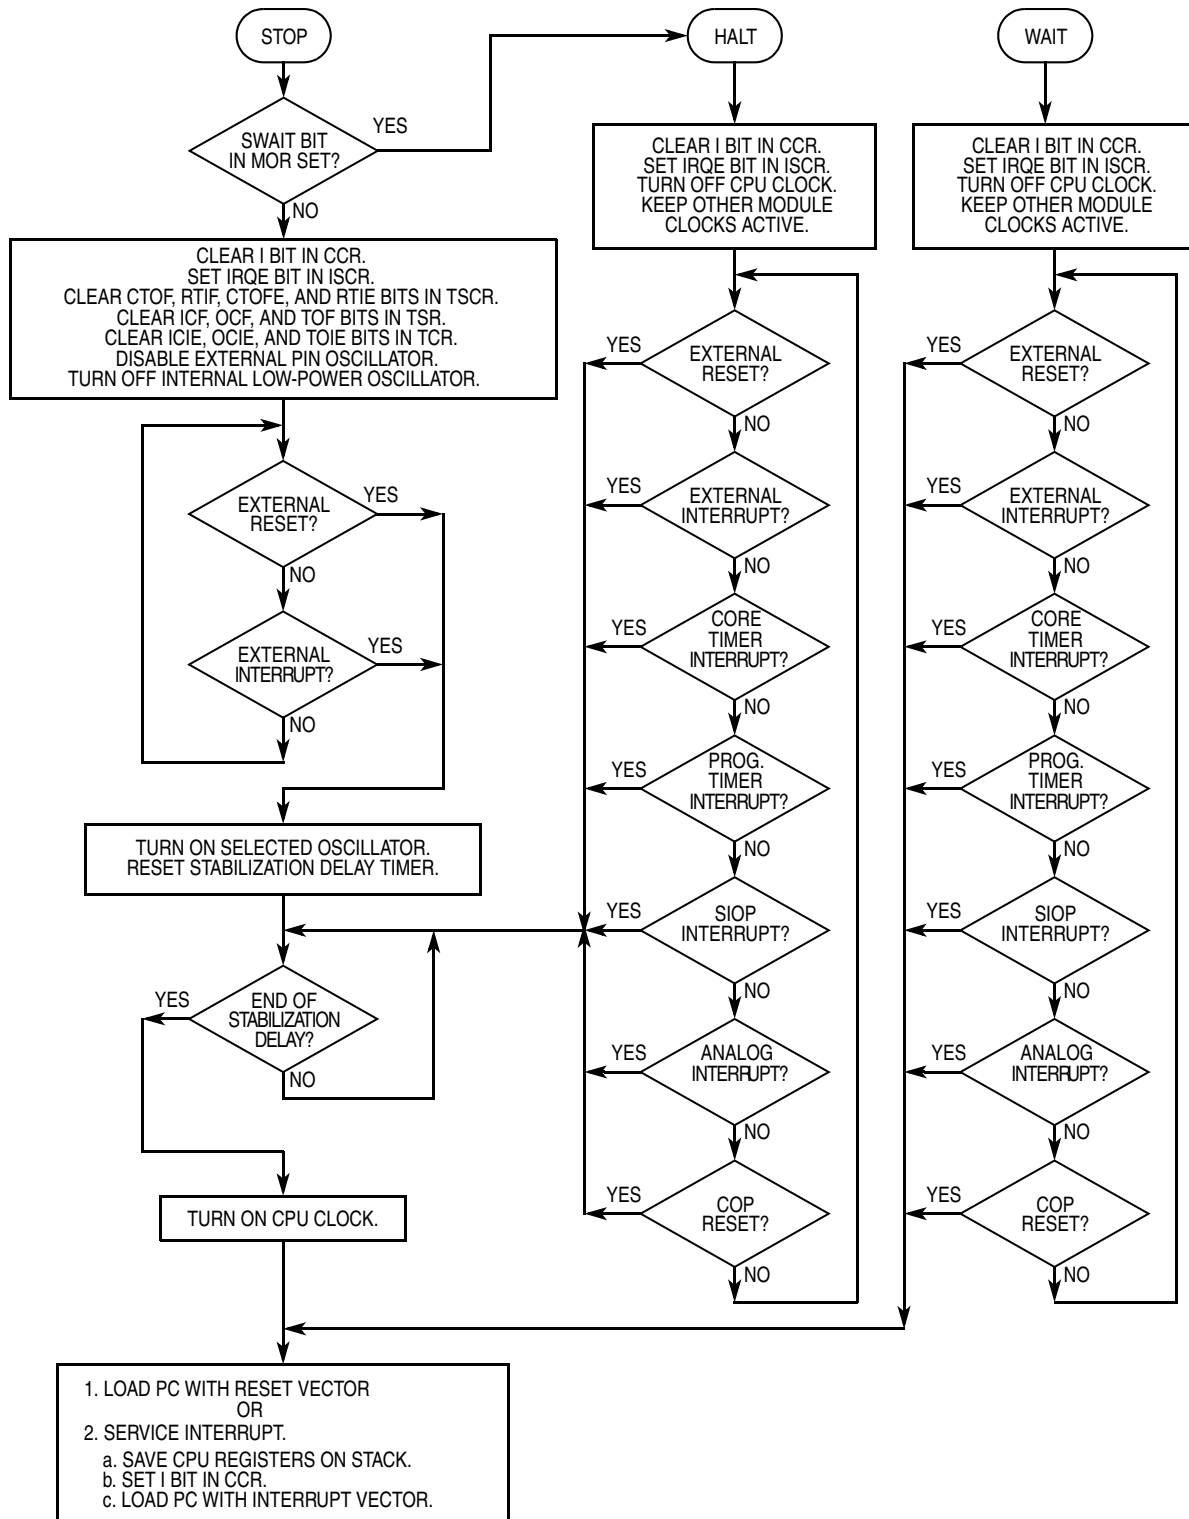 STOP
SWAIT BIT
IN MOR SET?
YES
NO
CLEAR I BIT IN CCR.
SET IRQE BIT IN ISCR.
CLEAR CTOF, RTIF, CTOFE, AND RTIE BITS IN TSCR.
CLEAR ICF, OCF, AND TOF BITS IN TSR.
CLEAR ICIE, OCIE, AND TOIE BITS IN TCR.
DISABLE EXTERNAL PIN OSCILLATOR.
TURN OFF INTERNAL LOW-POWER OSCILLATOR.
EXTERNAL
RESET?
YES
NO
EXTERNAL
INTERRUPT?
YES
NO
TURN ON SELECTED OSCILLATOR.
RESET STABILIZATION DELAY TIMER.
YES
END OF
STABILIZATION
DELAY?
NO
TURN ON CPU CLOCK.
1. LOAD PC WITH RESET VECTOR
OR
2. SERVICE INTERRUPT.
a. SAVE CPU REGISTERS ON STACK.
b. SET I BIT IN CCR.
c. LOAD PC WITH INTERRUPT VECTOR.
HALT
CLEAR I BIT IN CCR.
SET IRQE BIT IN ISCR.
TURN OFF CPU CLOCK.
KEEP OTHER MODULE
CLOCKS ACTIVE.
YES
EXTERNAL
RESET?
NO
YES
EXTERNAL
INTERRUPT?
NO
YES
CORE
TIMER
INTERRUPT?
NO
YES
PROG.
TIMER
INTERRUPT?
NO
YES
SIOP
INTERRUPT?
NO
YES
ANALOG
INTERRUPT?
NO
YES
COP
RESET?
NO
WAIT
CLEAR I BIT IN CCR.
SET IRQE BIT IN ISCR.
TURN OFF CPU CLOCK.
KEEP OTHER MODULE
CLOCKS ACTIVE.
YES
EXTERNAL
RESET?
NO
YES
EXTERNAL
INTERRUPT?
NO
YES
CORE
TIMER
INTERRUPT?
NO
YES
PROG.
TIMER
INTERRUPT?
NO
YES
SIOP
INTERRUPT?
NO
YES
ANALOG
INTERRUPT?
NO
YES
COP
RESET?
NO